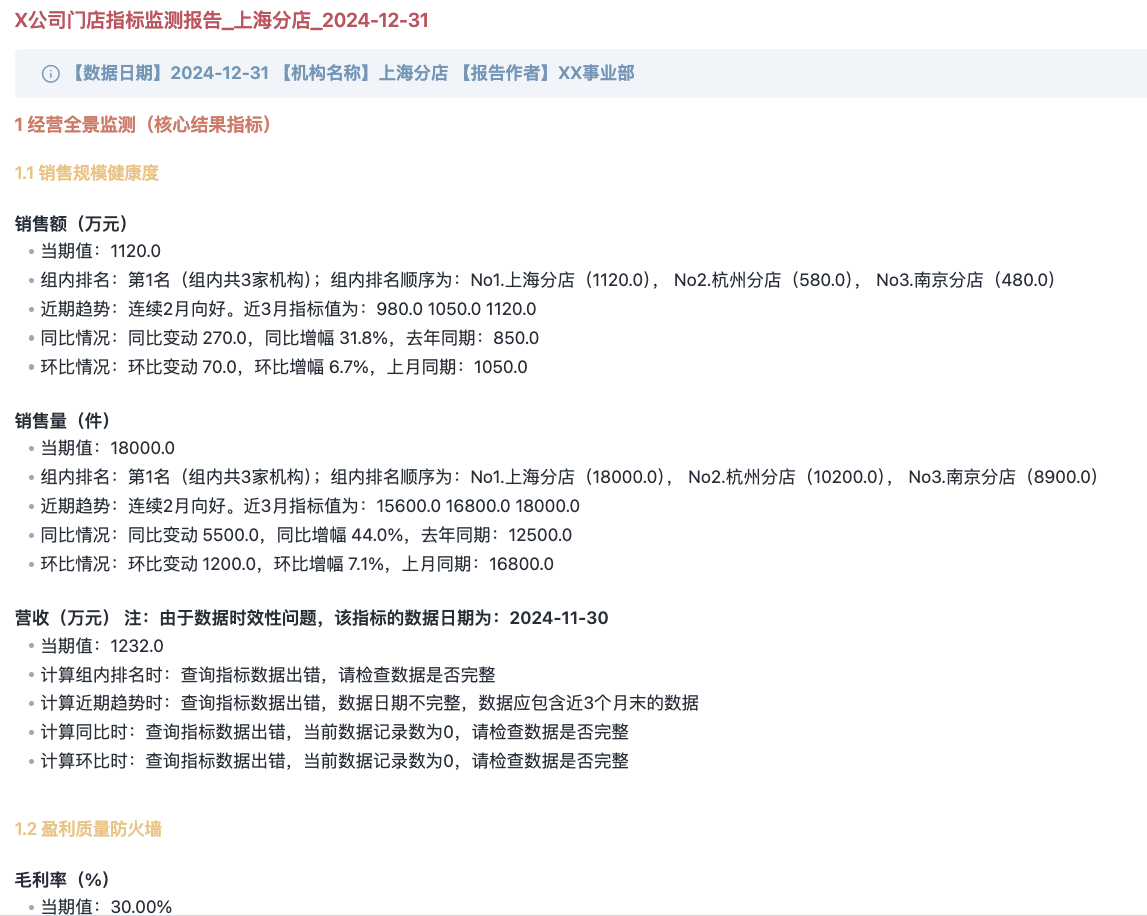 X公司门店指标监测报告_上海分店_2024-12-31
【数据日期】2024-12-31 【机构名称】上海分店 【报告作者】XX事业部
1 经营全景监测（核心结果指标）
1.1 销售规模健康度
销售额（万元）
• 当期值：1120.0
• 组内排名：第1名（组内共3家机构）；组内排名顺序为：No1.上海分店（1120.0）， No2.杭州分店（580.0）， No3.南京分店（480.0）
• 近期趋势：连续2月向好。近3月指标值为：980.0 1050.0 1120.0
• 同比情况：同比变动 270.0，同比增幅 31.8%，去年同期：850.0
• 环比情况：环比变动 70.0，环比增幅 6.7%，上月同期：1050.0
销售量（件）
• 当期值：18000.0
• 组内排名：第1名（组内共3家机构）；组内排名顺序为：No1.上海分店（18000.0）， No2.杭州分店（10200.0）， No3.南京分店（8900.0）
• 近期趋势：连续2月向好。近3月指标值为：15600.0 16800.0 18000.0
• 同比情况：同比变动 5500.0，同比增幅 44.0%，去年同期：12500.0
• 环比情况：环比变动 1200.0，环比增幅 7.1%，上月同期：16800.0
营收（万元） 注：由于数据时效性问题，该指标的数据日期为：2024-11-30
• 当期值：1232.0
• 计算组内排名时：查询指标数据出错，请检查数据是否完整
• 计算近期趋势时：查询指标数据出错，数据日期不完整，数据应包含近3个月末的数据
• 计算同比时：查询指标数据出错，当前数据记录数为0，请检查数据是否完整
• 计算环比时：查询指标数据出错，当前数据记录数为0，请检查数据是否完整
1.2 盈利质量防火墙
毛利率（%）
• 当期值：30.00%